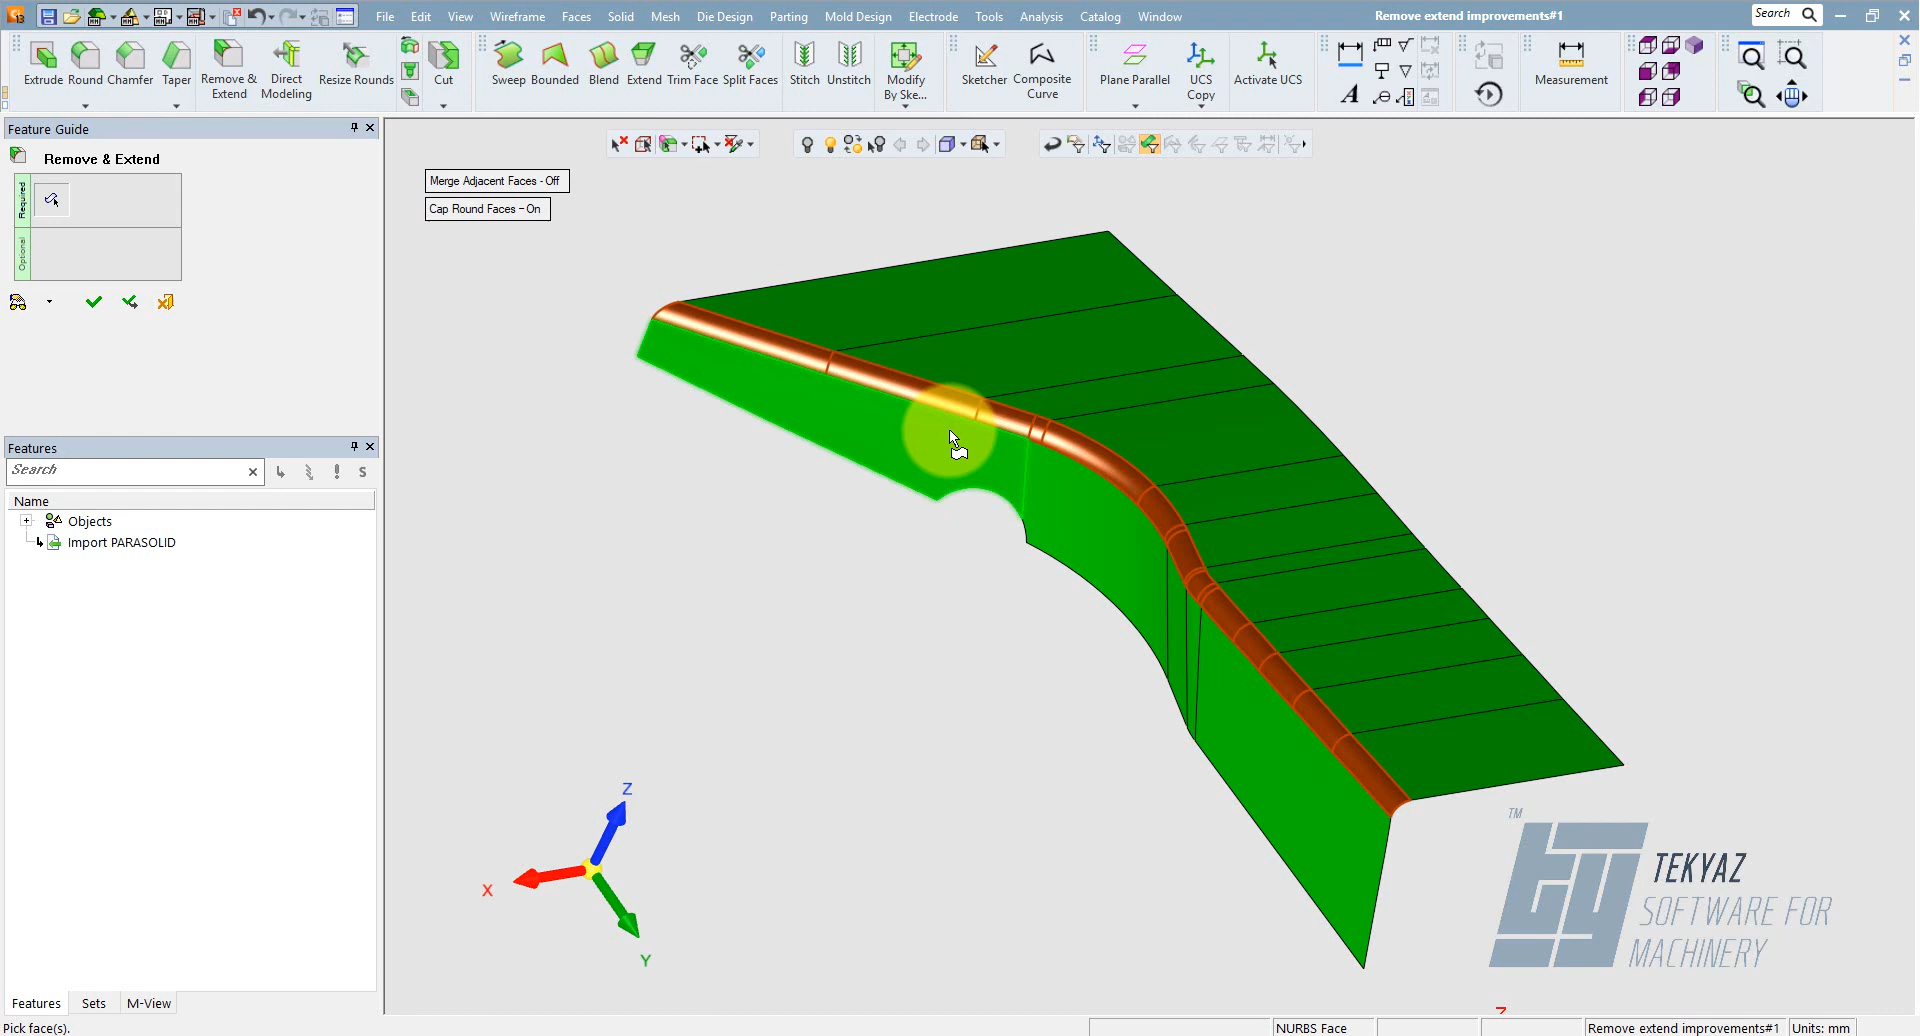 File Edit View Wireframe Faces Solid Mesh Die Design Parting Mold Design Electrode Tools Analysis Catalog Window
Remove extend improvements#1
Search
Extrude Round Chamfer Taper Remove & Extend Direct Modeling Resize Rounds Cut
Sweep Bounded Blend Extend Trim Face Split Faces Stitch Unstitch Modify By Ske...
Sketcher Composite Curve Plane Parallel UCS Copy Activate UCS
A
Measurement
Feature Guide
Remove & Extend
Required
Optional
Merge Adjacent Faces - Off
Cap Round Faces – On
Features
Search
S
Name
Objects
Import PARASOLID
Z
X
Y
TM
TEKYAZ
SOFTWARE FOR
MACHINERY
Features Sets M-View
Pick face(s).
NURBS Face
Remove extend improvements#1
Units: mm